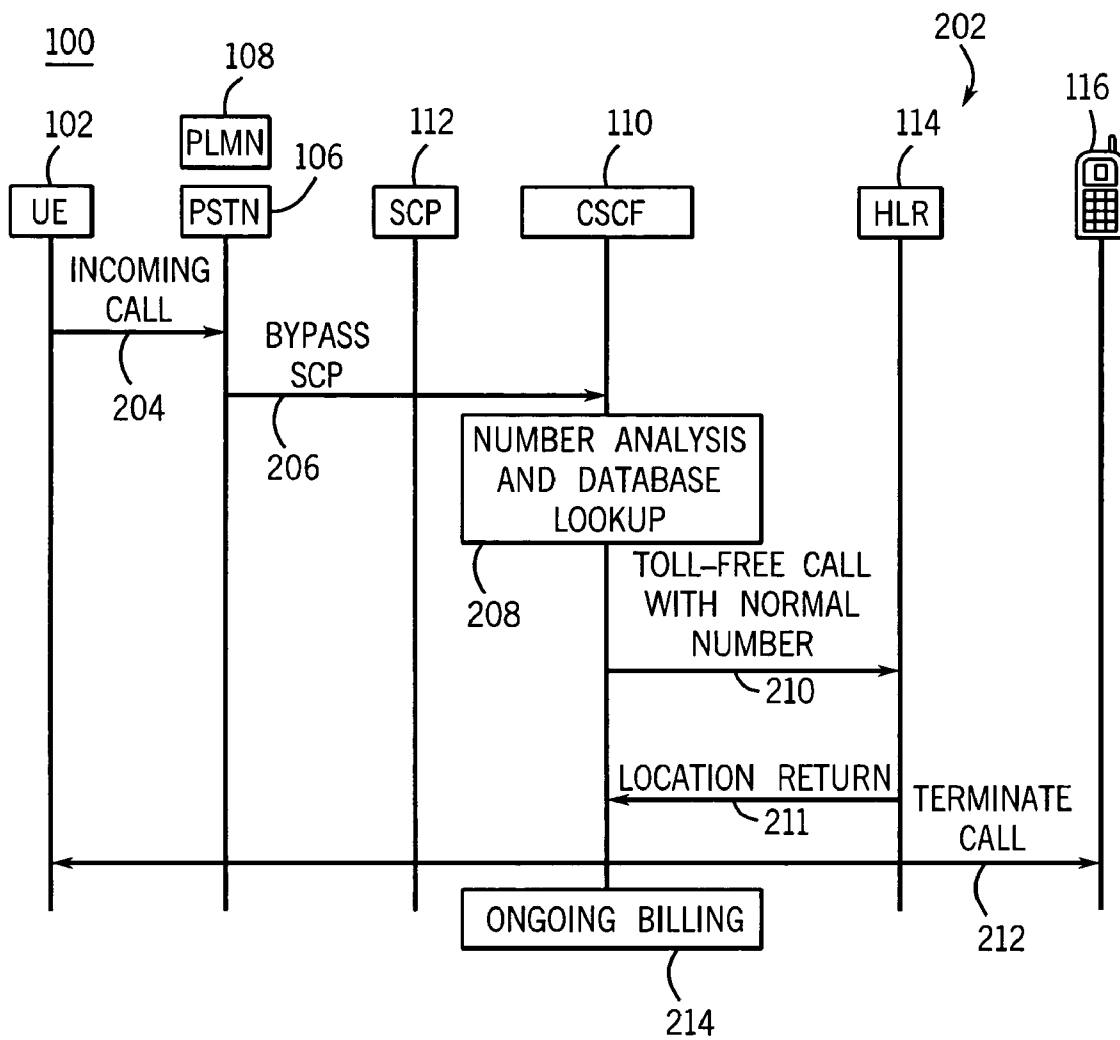 100
202
108
116
102
112
110
114
PLMN
106
UE
PSTN
SCP
CSCF
HLR
INCOMING
CALL
204
BYPASS
SCP
206
NUMBER ANALYSIS
AND DATABASE
LOOKUP
208
TOLL–FREE CALL
WITH NORMAL
NUMBER
210
LOCATION RETURN
211
TERMINATE
CALL
212
ONGOING BILLING
214